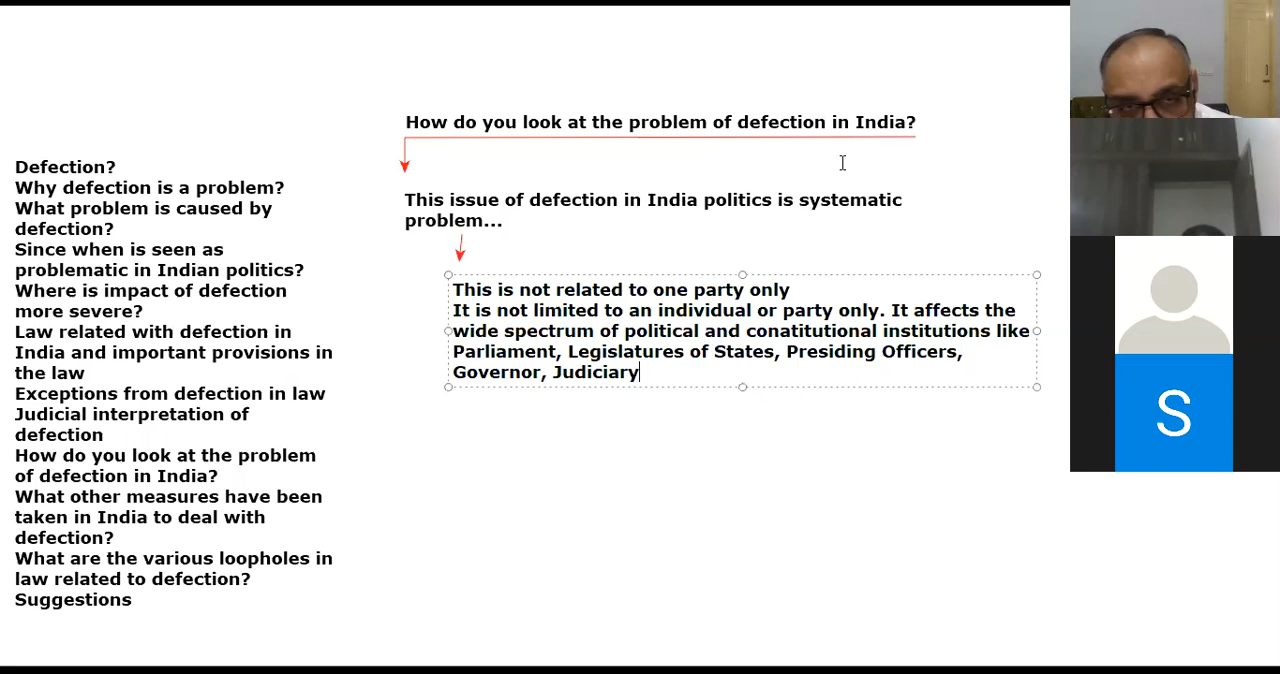 How do you look at the problem of defection in India?
Defection?
Why defection is a problem?
What problem is caused by
defection?
Since when is seen as
problematic in Indian politics?
Where is impact of defection
more severe?
Law related with defection in
India and important provisions in
the law
Exceptions from defection in law
Judicial interpretation of
defection
How do you look at the problem
of defection in India?
What other measures have been
taken in India to deal with
defection?
What are the various loopholes in
law related to defection?
Suggestions
This issue of defection in India politics is systematic
problem...
This is not related to one party only
It is not limited to an individual or party only. It affects the
wide spectrum of political and conatitutional institutions like
Parliament, Legislatures of States, Presiding Officers,
Governor, Judiciary
S